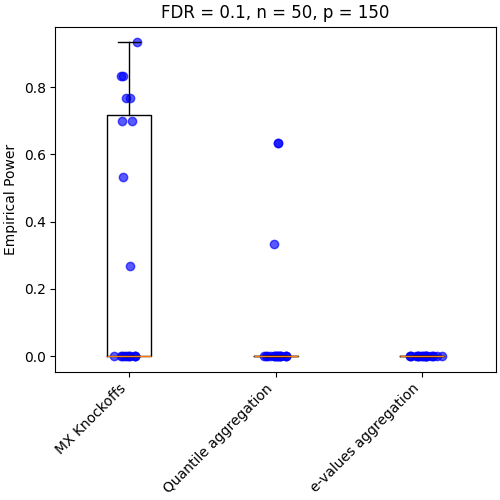 FDR = 0.1, n = 50, p = 150
Empirical Power
0.8
0.6
0.4
0.2
0.0
MX Knockoffs
Quantile aggregation
e-values aggregation